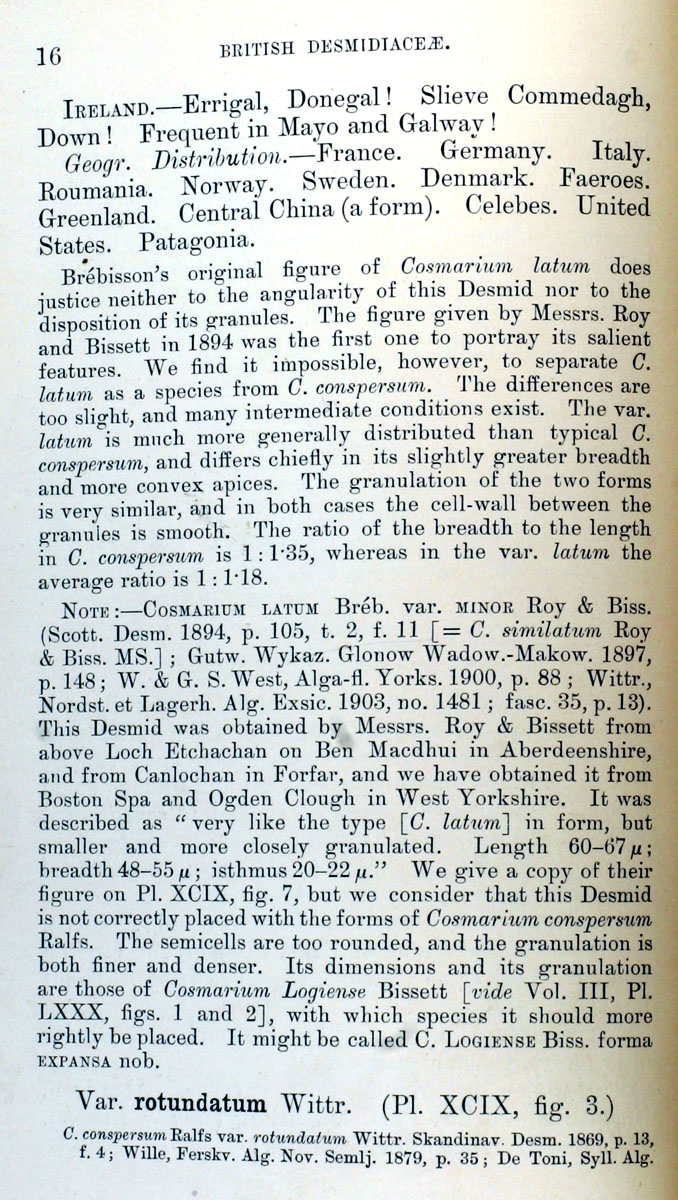 16
BRITISH DESMIDIACEÆ.
IRELAND.—Errigal, Donegal! Slieve Commedagh,
Down! Frequent in Mayo and Galway!
Geogr. Distribution.—France. Germany. Italy.
Roumania. Norway. Sweden. Denmark. Faeroes.
Greenland. Central China (a form). Celebes. United
States. Patagonia.
Brébisson's original figure of Cosmarium latum does
justice neither to the angularity of this Desmid nor to the
disposition of its granules. The figure given by Messrs. Roy
and Bissett in 1894 was the first one to portray its salient
features. We find it impossible, however, to separate C.
latum as a species from C. conspersum. The differences are
too slight, and many intermediate conditions exist. The var.
latum is much more generally distributed than typical C.
conspersum, and differs chiefly in its slightly greater breadth
and more convex apices. The granulation of the two forms
is very similar, and in both cases the cell-wall between the
granules is smooth. The ratio of the breadth to the length
in C. conspersum is 1 : 1·35, whereas in the var. latum the
average ratio is 1 : 1·18.
NOTE:—COSMARIUM LATUM Bréb. var. MINOR Roy & Biss.
(Scott. Desm. 1894, p. 105, t. 2, f. 11 [= C. similatum Roy
& Biss. MS.]; Gutw. Wykaz. Glonow Wadow.-Makow. 1897,
p. 148; W. & G. S. West, Alga-fl. Yorks. 1900, p. 88; Wittr.,
Nordst. et Lagerh. Alg. Exsic. 1903, no. 1481; fasc. 35, p. 13).
This Desmid was obtained by Messrs. Roy & Bissett from
above Loch Etchachan on Ben Macdhui in Aberdeenshire,
and from Canlochan in Forfar, and we have obtained it from
Boston Spa and Ogden Clough in West Yorkshire. It was
described as "very like the type [C. latum] in form, but
smaller and more closely granulated. Length 60–67 μ;
breadth 48–55 μ; isthmus 20–22 μ." We give a copy of their
figure on Pl. XCIX, fig. 7, but we consider that this Desmid
is not correctly placed with the forms of Cosmarium conspersum
Ralfs. The semicells are too rounded, and the granulation is
both finer and denser. Its dimensions and its granulation
are those of Cosmarium Logiense Bissett [vide Vol. III, Pl.
LXXX, figs. 1 and 2], with which species it should more
rightly be placed. It might be called C. LOGIENSE Biss. forma
EXPANSA nob.
Var. rotundatum Wittr. (Pl. XCIX, fig. 3.)
C. conspersum Ralfs var. rotundatum Wittr. Skandinav. Desm. 1869, p. 13,
f. 4; Wille, Ferskv. Alg. Nov. Semlj. 1879, p. 35; De Toni, Syll. Alg.